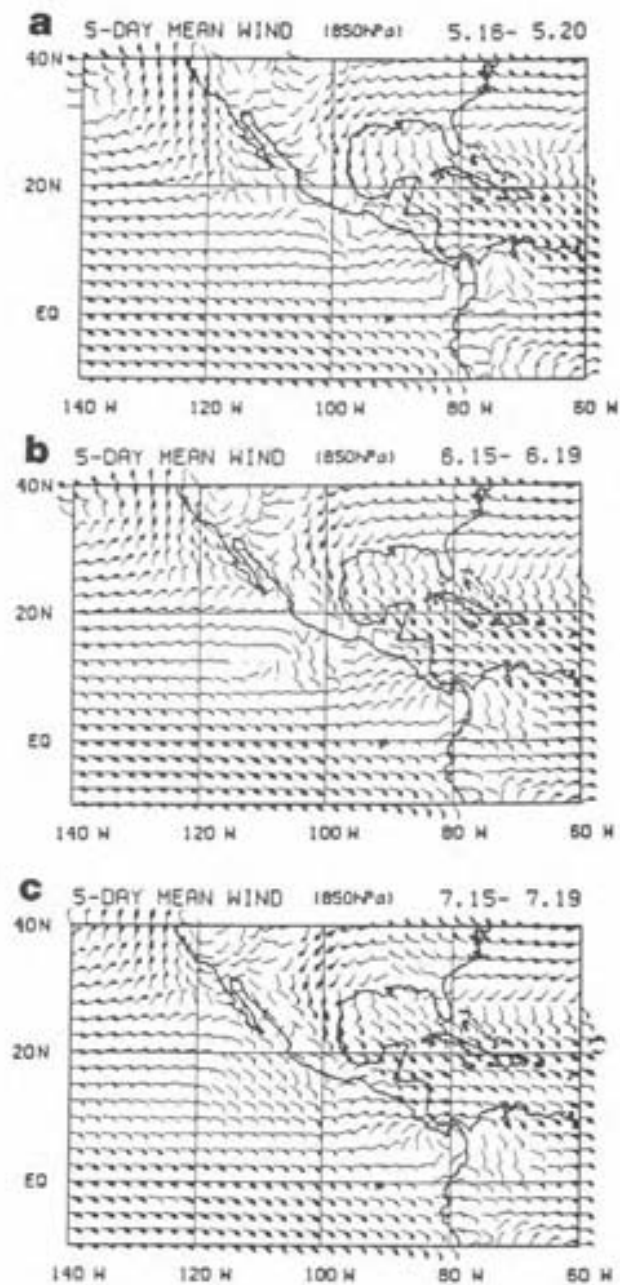 a 5-DAY MEAN WIND (850hPa) 5.16- 5.20
40N
20N
EQ
140 W 120 W 100 W 80 W 60 W
b 5-DAY MEAN WIND (850hPa) 6.15- 6.19
40N
20N
EQ
140 W 120 W 100 W 80 W 60 W
c 5-DAY MEAN WIND (850hPa) 7.15- 7.19
40N
20N
EQ
140 W 120 W 100 W 80 W 60 W